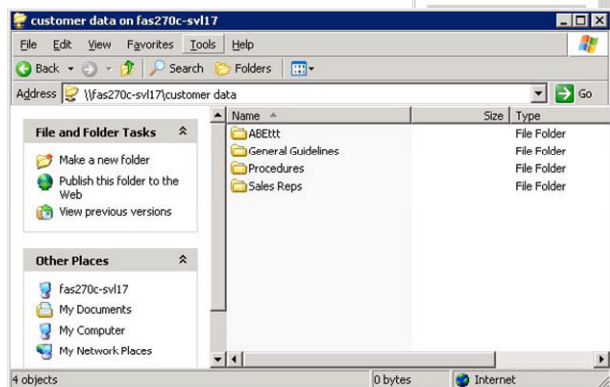 customer data on fas270c-svl17
File Edit View Favorites Tools Help
Back Search Folders
Address \\fas270c-svl17\customer data Go
File and Folder Tasks
Make a new folder
Publish this folder to the
Web
View previous versions
Other Places
fas270c-svl17
My Documents
My Computer
My Network Places
Name Size Type
ABEttt File Folder
General Guidelines File Folder
Procedures File Folder
Sales Reps File Folder
4 objects 0 bytes Internet